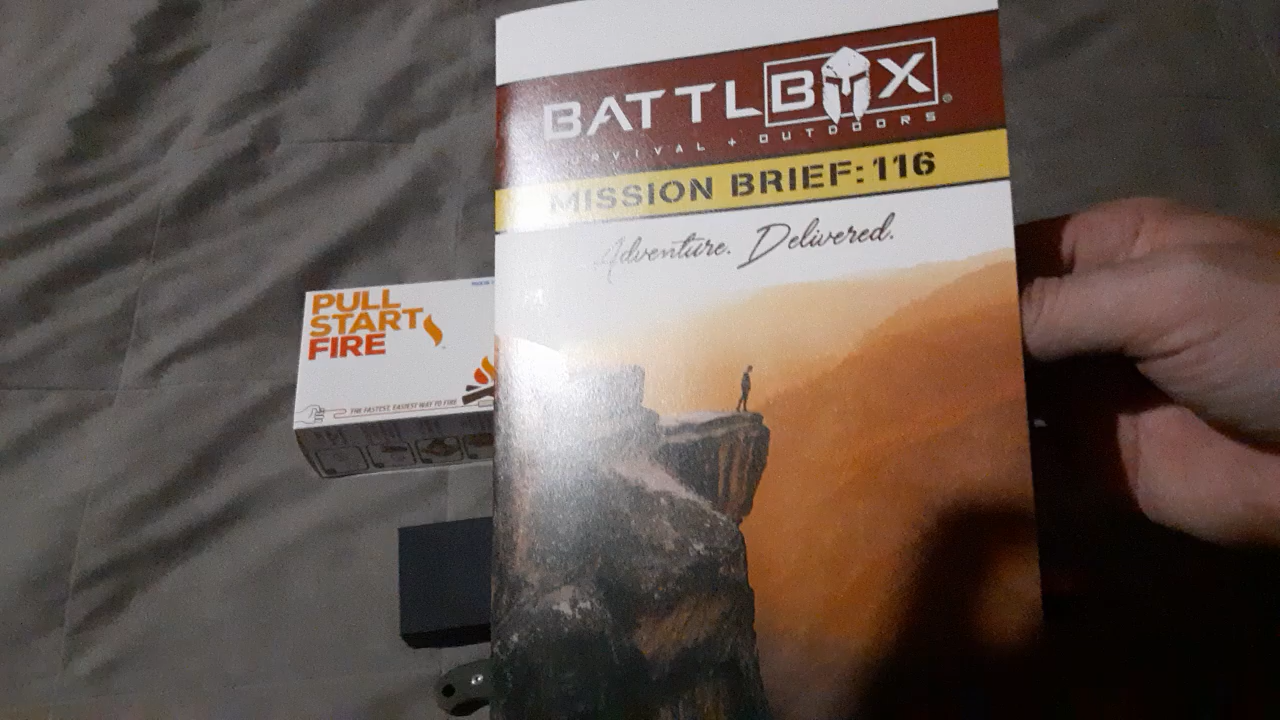 BATTLBOX
SURVIVAL + OUTDOORS
MISSION BRIEF: 116
Adventure. Delivered.
PULL
START
FIRE
THE FASTEST, EASIEST WAY TO FIRE